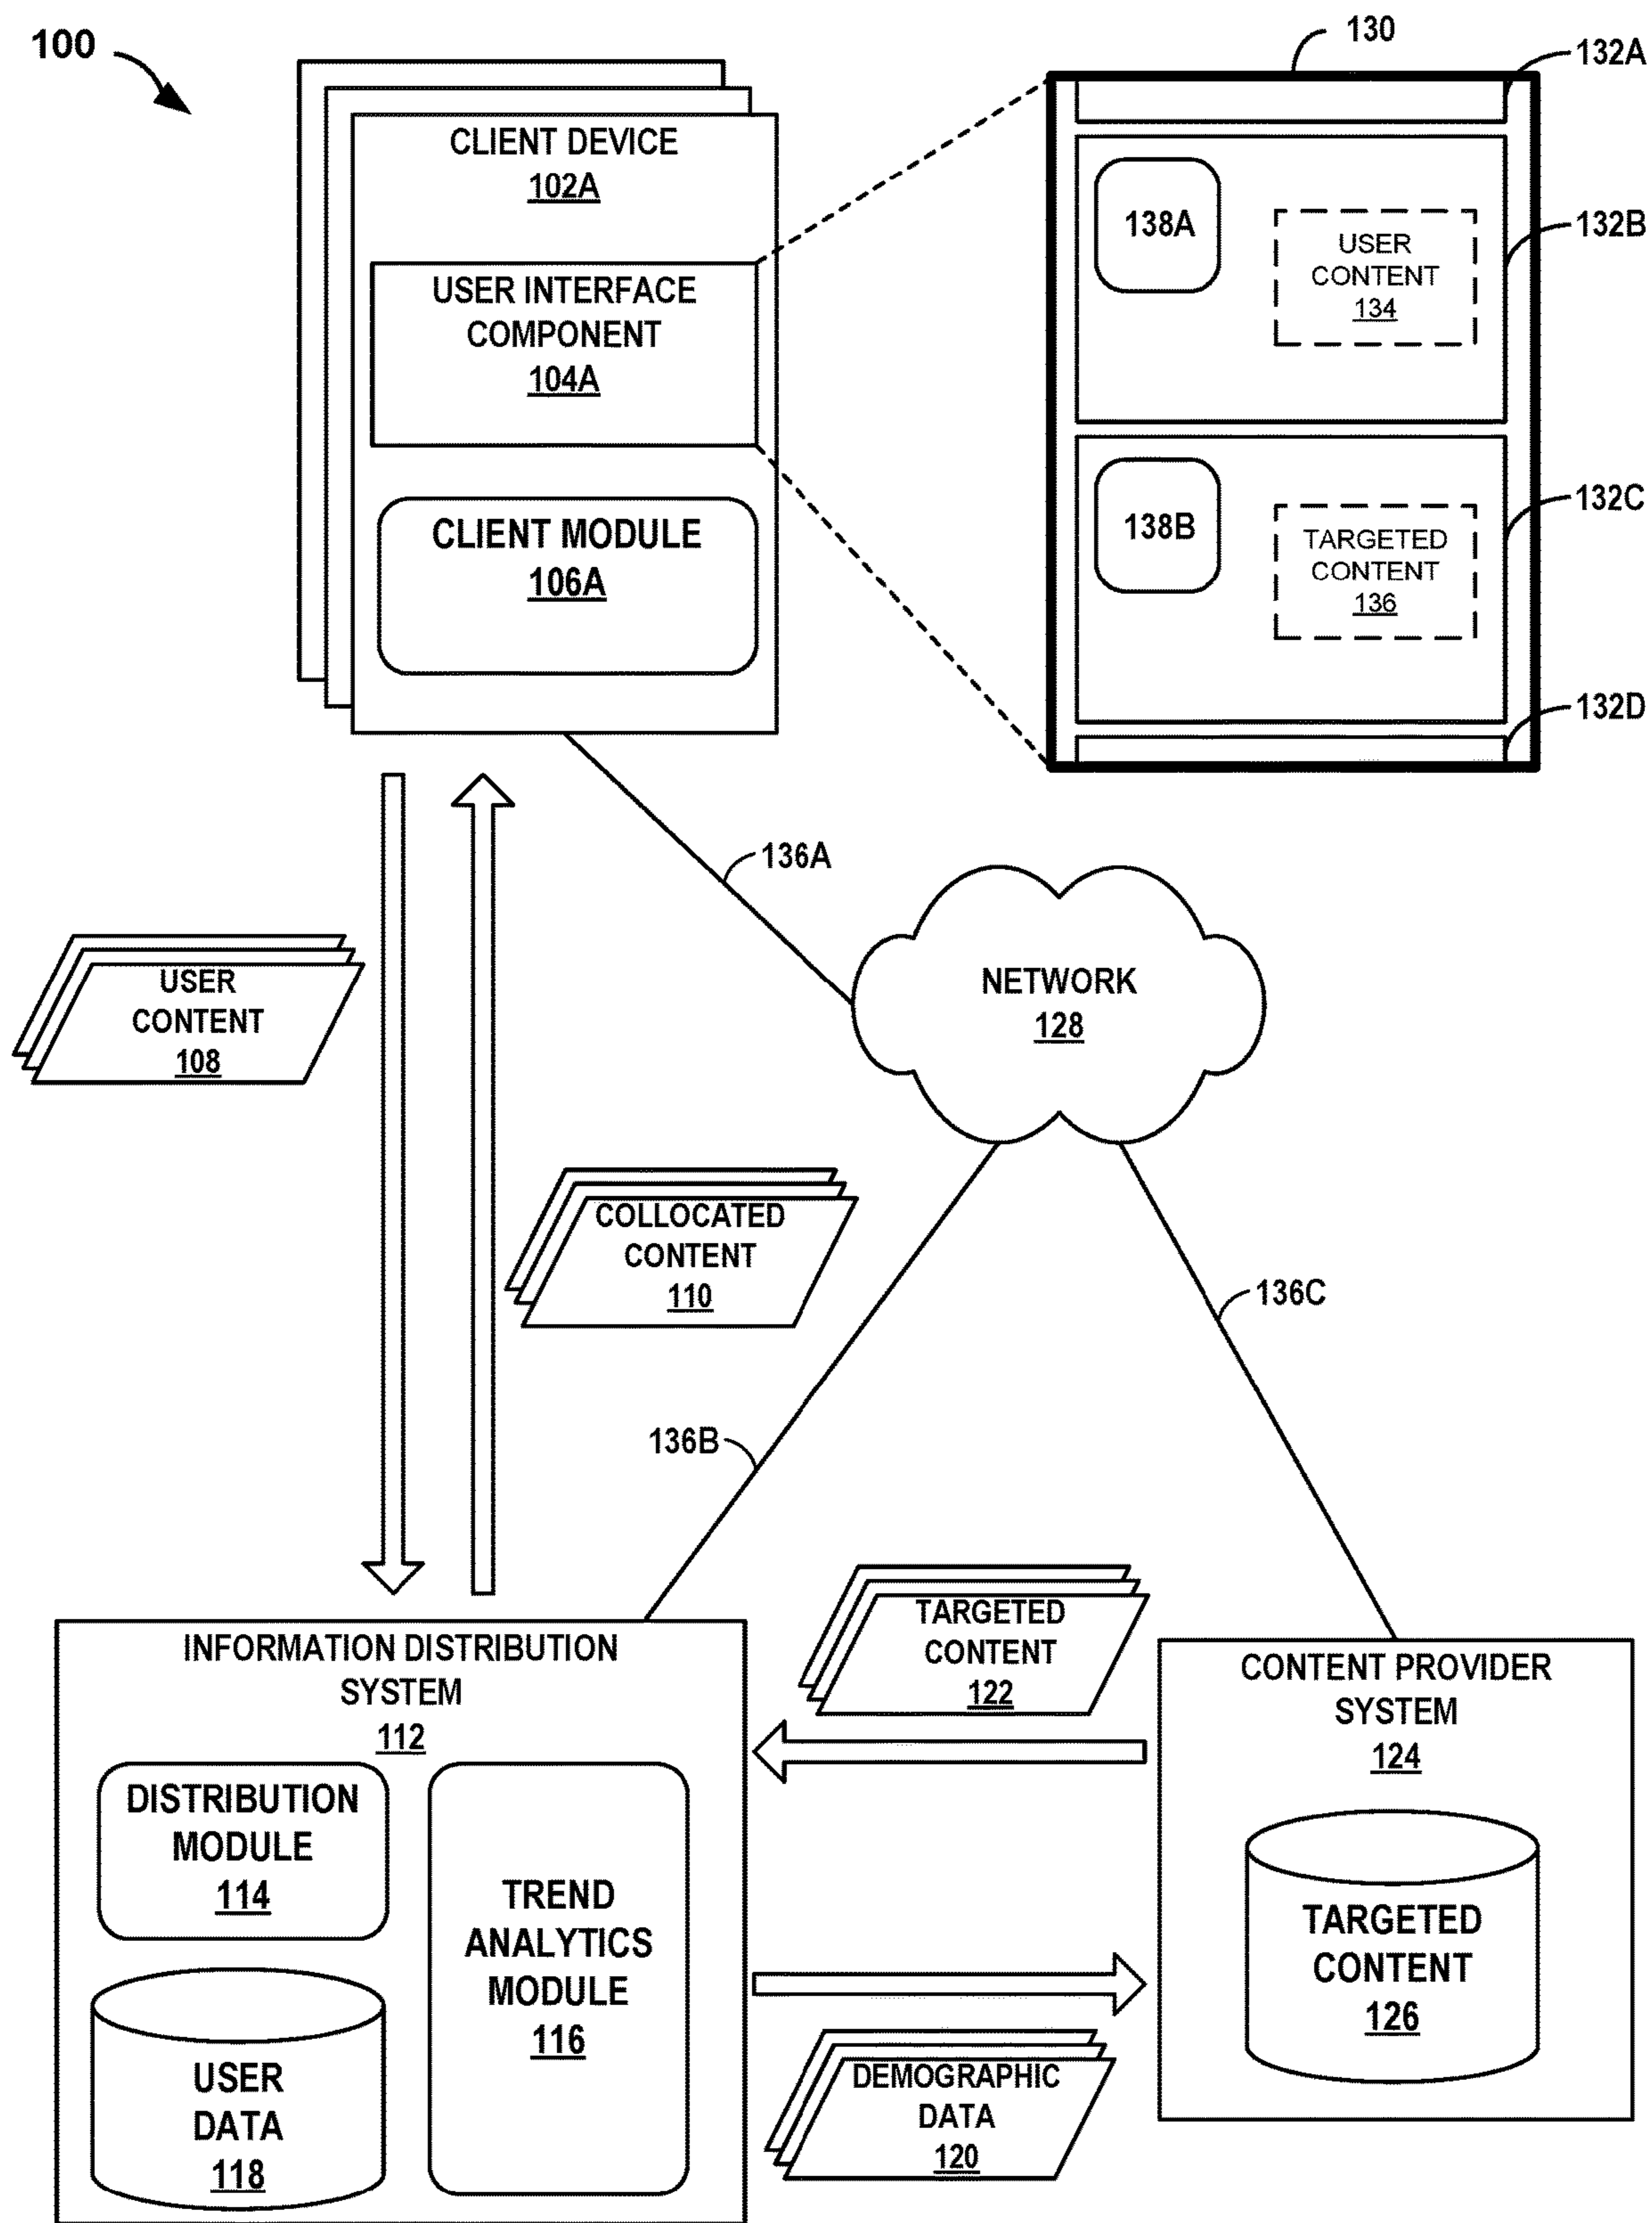 100
CLIENT DEVICE
102A
USER INTERFACE
COMPONENT
104A
CLIENT MODULE
106A
130
132A
138A
USER
CONTENT
134
132B
138B
TARGETED
CONTENT
136
132C
132D
136A
USER
CONTENT
108
NETWORK
128
COLLOCATED
CONTENT
110
136C
136B
TARGETED
CONTENT
122
INFORMATION DISTRIBUTION
SYSTEM
112
DISTRIBUTION
MODULE
114
TREND
ANALYTICS
MODULE
116
USER
DATA
118
DEMOGRAPHIC
DATA
120
CONTENT PROVIDER
SYSTEM
124
TARGETED
CONTENT
126